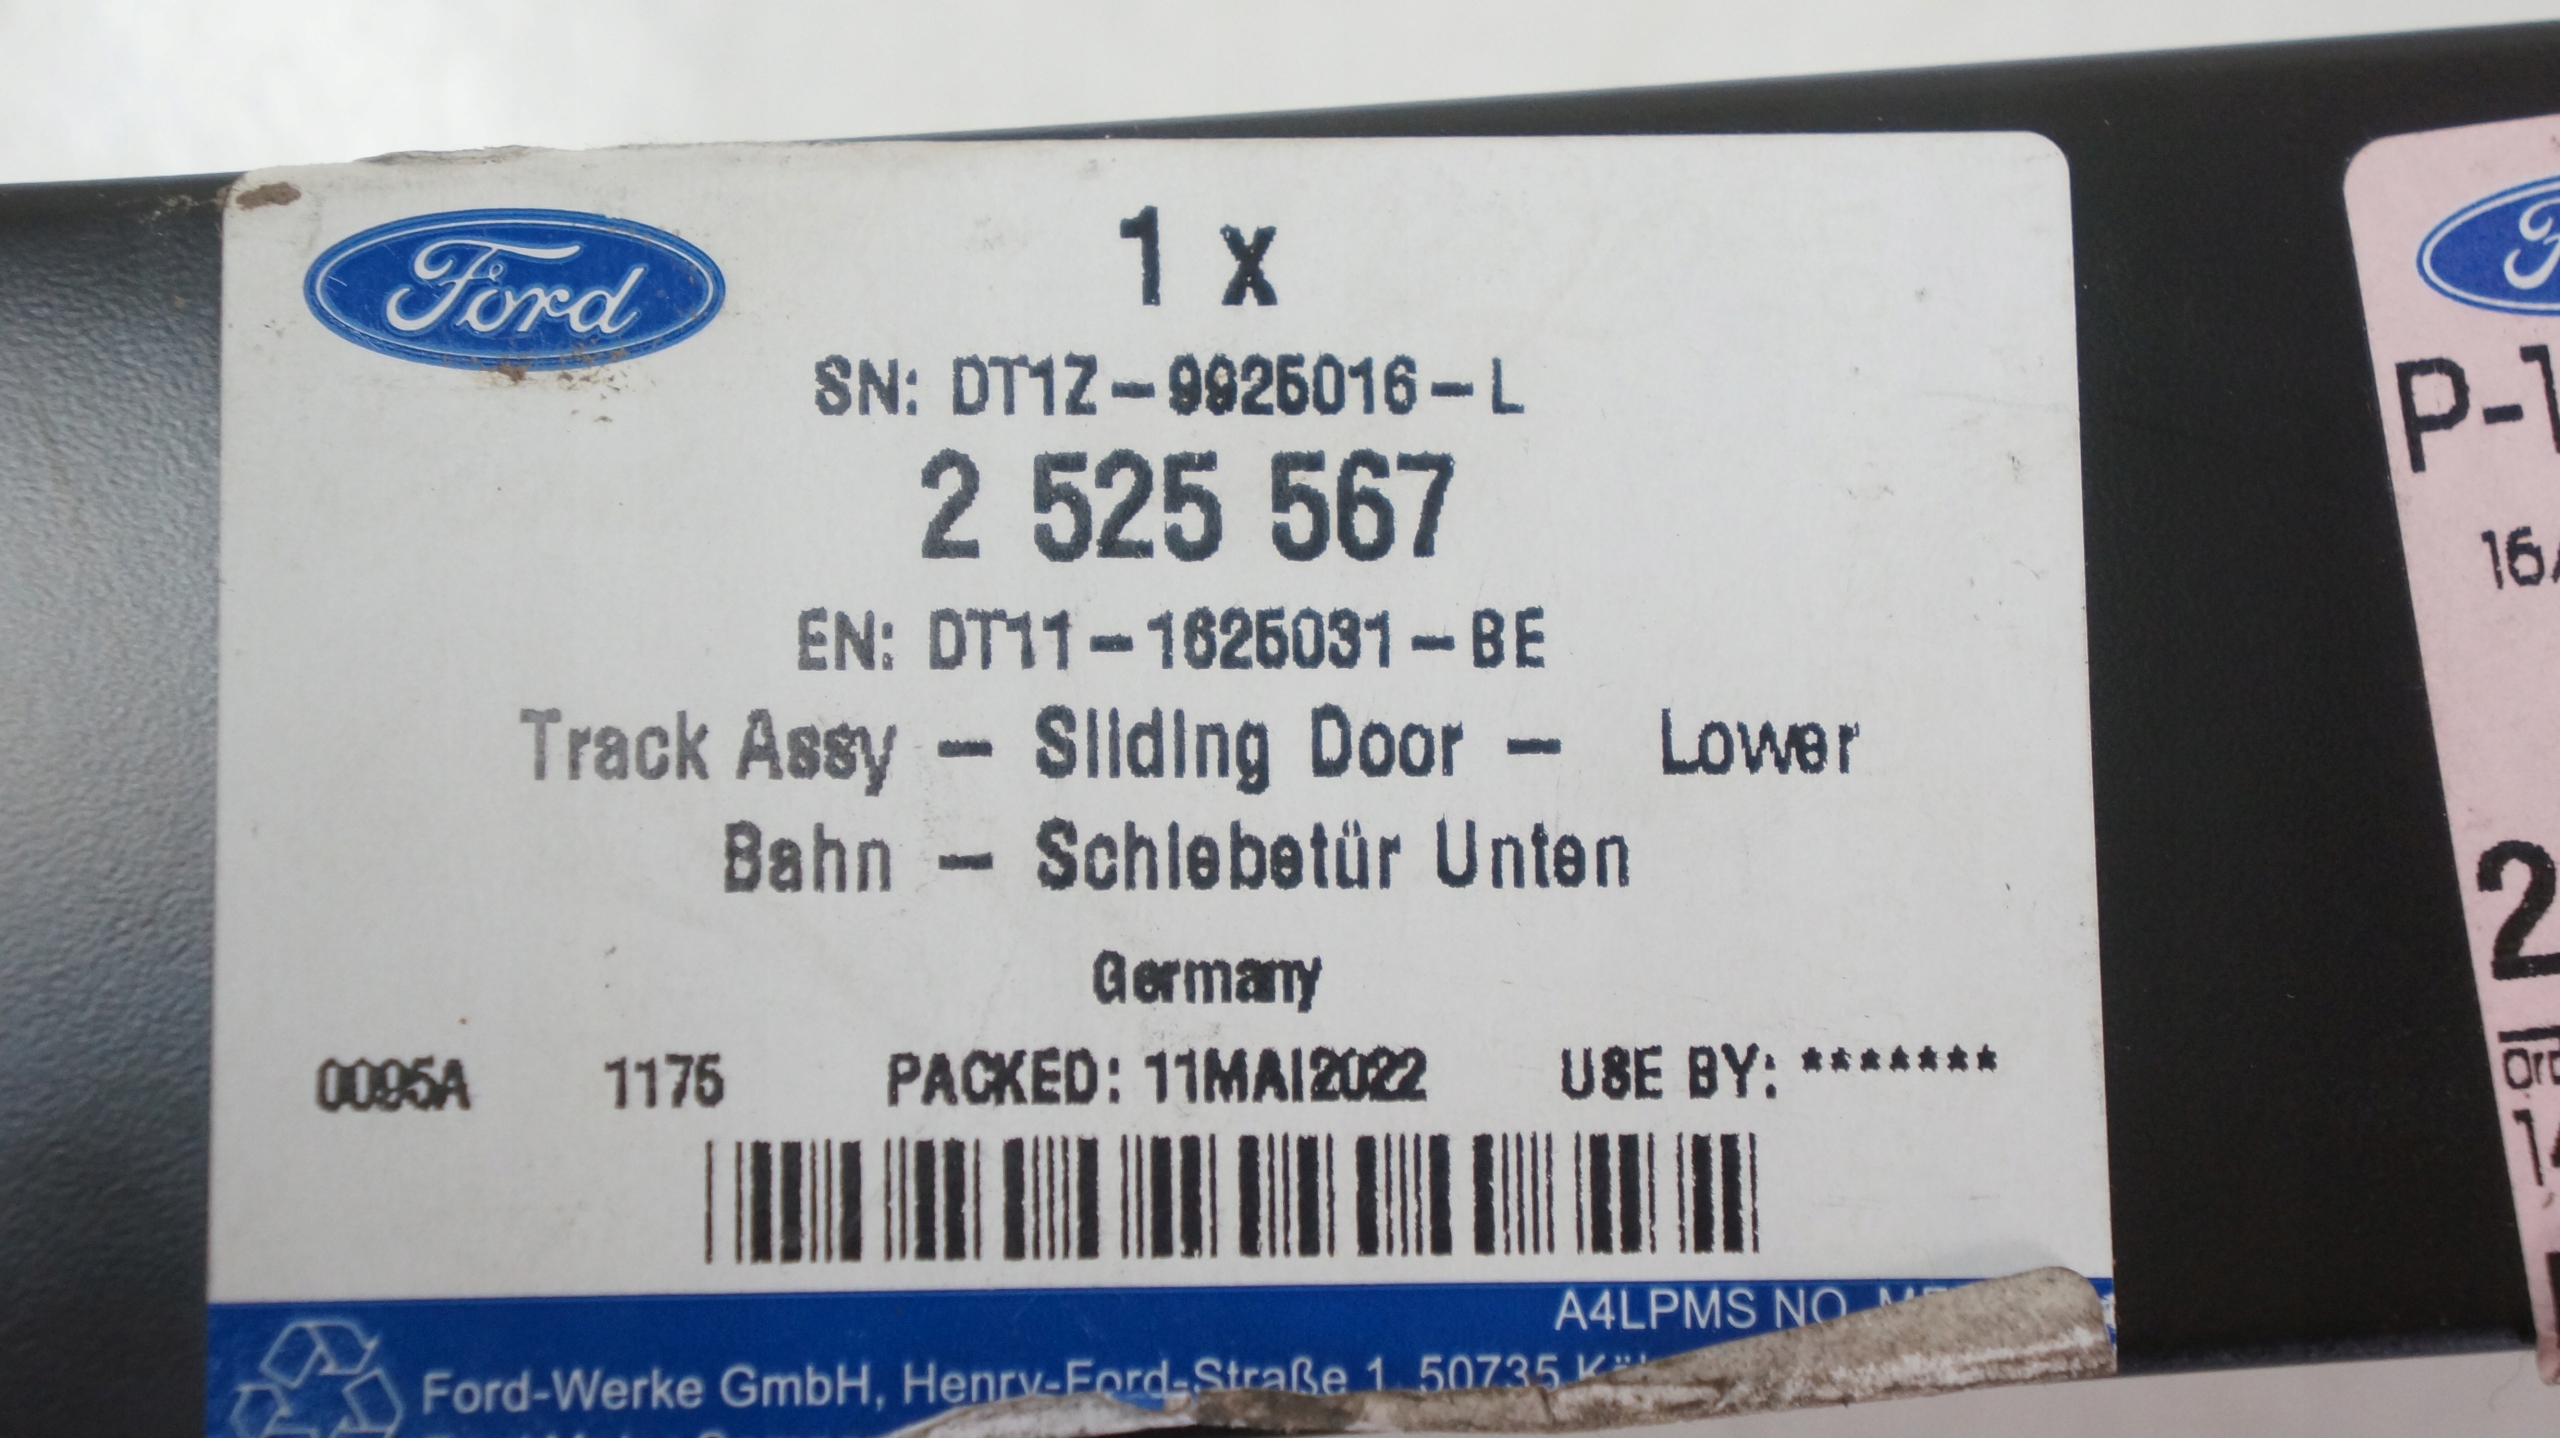 Ford
1 x
SN: DT1Z-9925016-L
2 525 567
EN: DT11-1625031-BE
Track Assy - Sliding Door - Lower
Bahn - Schiebetür Unten
Germany
0095A 1175 PACKED: 11MAI2022 USE BY: *******
A4LPMS NO.
Ford-Werke GmbH, Henry-Ford-Straße 1, 50735
P-1
16
2